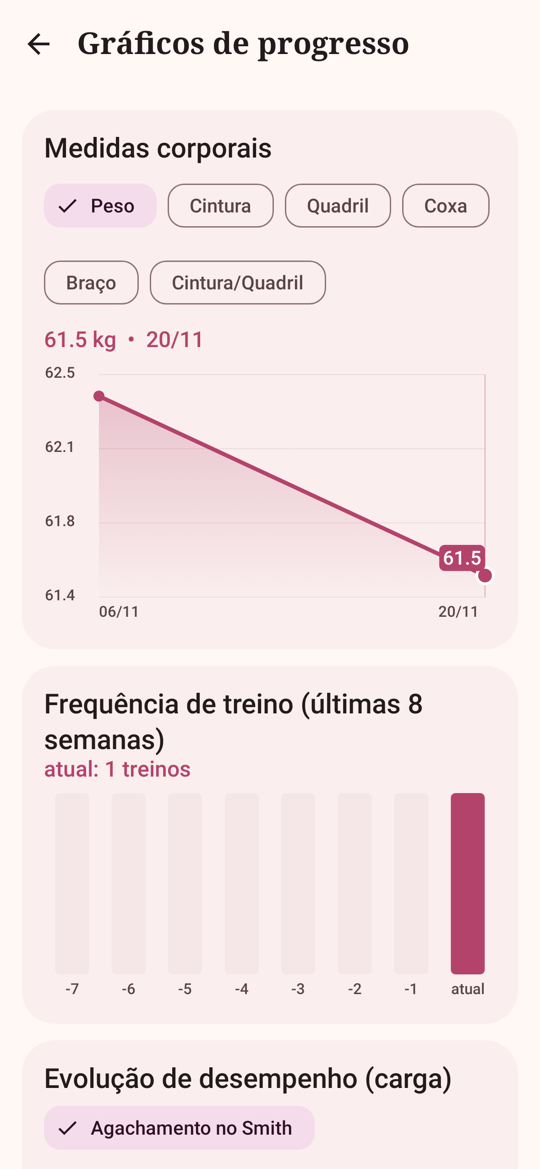 Gráficos de progresso
Medidas corporais
Peso
Cintura
Quadril
Coxa
Braço
Cintura/Quadril
61.5 kg • 20/11
62.5
62.1
61.8
61.5
61.4
06/11
20/11
Frequência de treino (últimas 8
semanas)
atual: 1 treinos
-7
-6
-5
-4
-3
-2
-1
atual
Evolução de desempenho (carga)
Agachamento no Smith